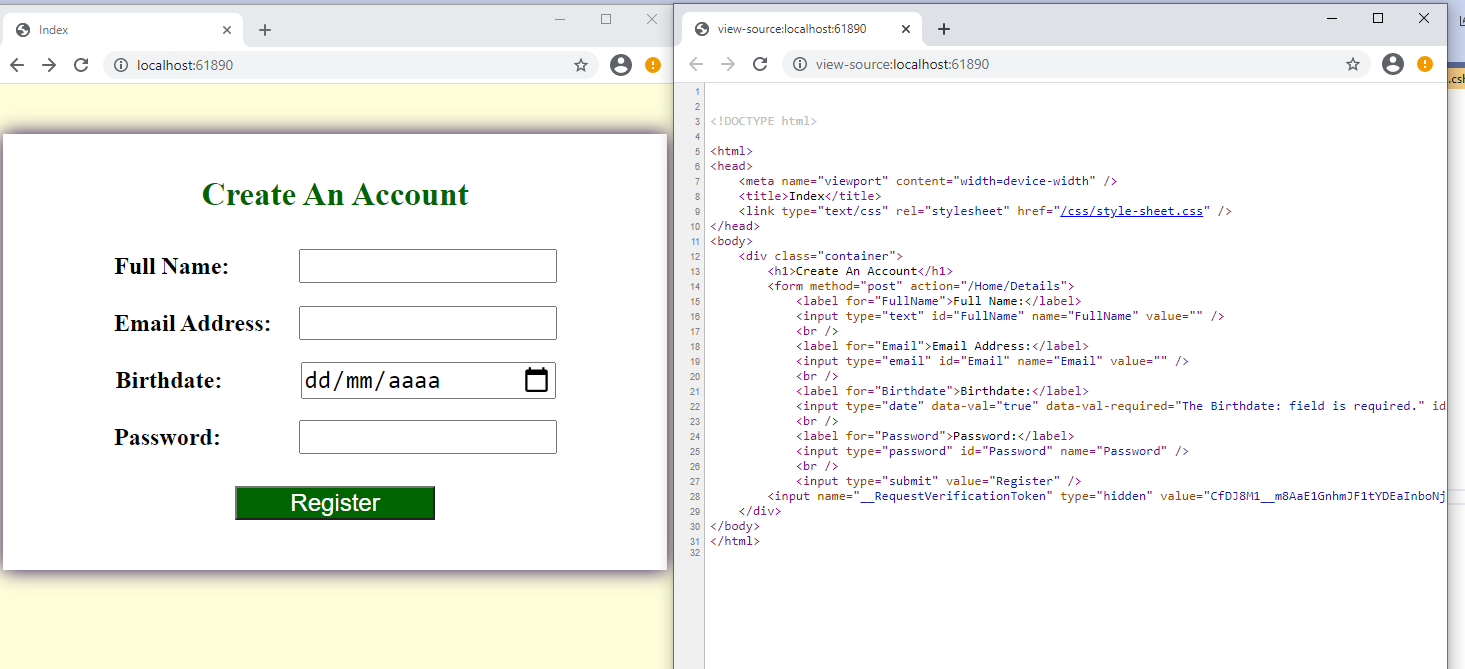 Index
localhost:61890
Create An Account
Full Name:
Email Address:
Birthdate:
dd/mm/aaaa
Password:
Register
view-source:localhost:61890
view-source:localhost:61890
1
2
3 <!DOCTYPE html>
4
5 <html>
6 <head>
7 <meta name="viewport" content="width=device-width" />
8 <title>Index</title>
9 <link type="text/css" rel="stylesheet" href="/css/style-sheet.css" />
10 </head>
11 <body>
12 <div class="container">
13 <h1>Create An Account</h1>
14 <form method="post" action="/Home/Details">
15 <label for="FullName">Full Name:</label>
16 <input type="text" id="FullName" name="FullName" value="" />
17 <br />
18 <label for="Email">Email Address:</label>
19 <input type="email" id="Email" name="Email" value="" />
20 <br />
21 <label for="Birthdate">Birthdate:</label>
22 <input type="date" data-val="true" data-val-required="The Birthdate: field is required." id
23 <br />
24 <label for="Password">Password:</label>
25 <input type="password" id="Password" name="Password" />
26 <br />
27 <input type="submit" value="Register" />
28 <input name="__RequestVerificationToken" type="hidden" value="CfDJ8M1__m8AaE1GnhmJF1tYDEaInboNj
29 </div>
30 </body>
31 </html>
32
.csh